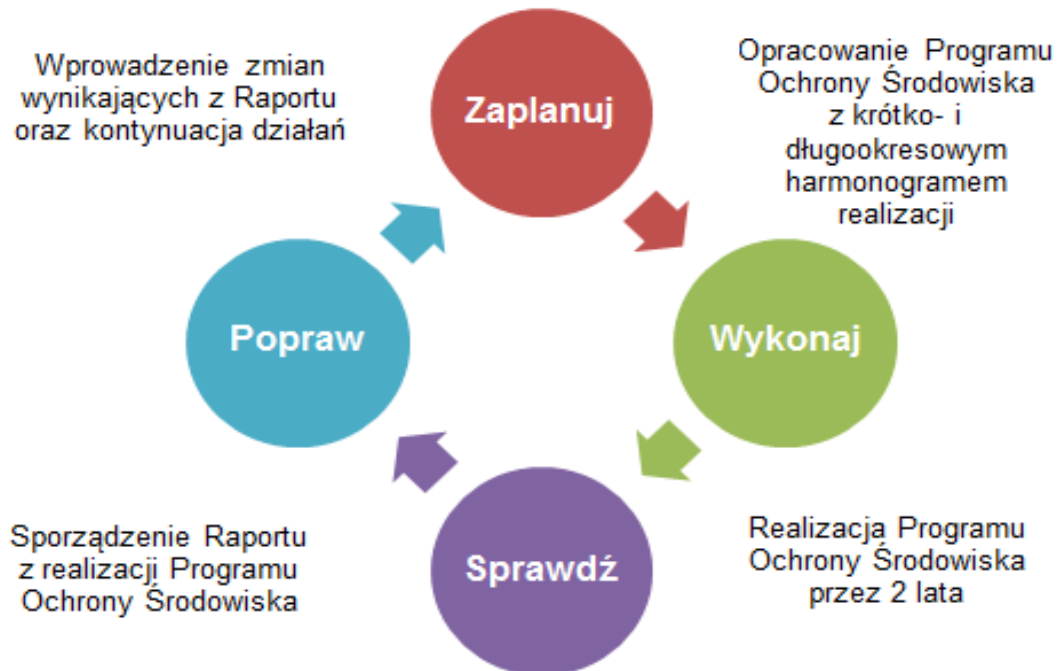 Zaplanuj
Opracowanie Programu
Ochrony Środowiska
z krótko- i
długookresowym
harmonogramem
realizacji
Wykonaj
Realizacja Programu
Ochrony Środowiska
przez 2 lata
Sprawdź
Sporządzenie Raportu
z realizacji Programu
Ochrony Środowiska
Popraw
Wprowadzenie zmian
wynikających z Raportu
oraz kontynuacja działań